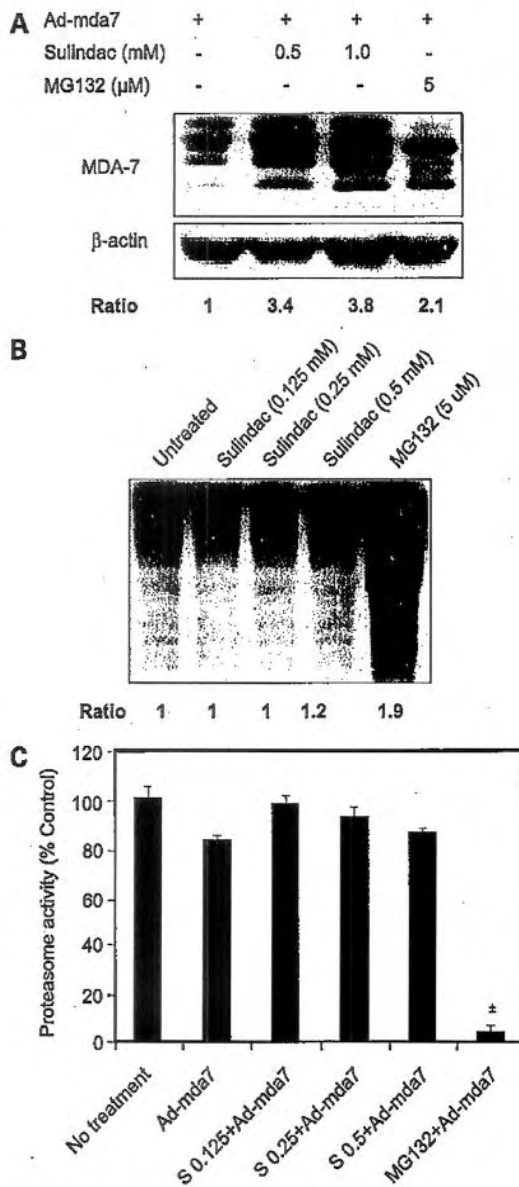 A
Ad-mda7 + + + +
Sulindac (mM) - 0.5 1.0 -
MG132 (µM) - - - 5
MDA-7
β-actin
Ratio 1 3.4 3.8 2.1
B
Untreated
Sulindac (0.125 mM)
Sulindac (0.25 mM)
Sulindac (0.5 mM)
MG132 (5 uM)
Ratio 1 1 1 1.2 1.9
C
Proteasome activity (% Control)
120
100
80
60
40
20
0
±
No treatment
Ad-mda7
S 0.125+Ad-mda7
S 0.25+Ad-mda7
S 0.5+Ad-mda7
MG132+Ad-mda7